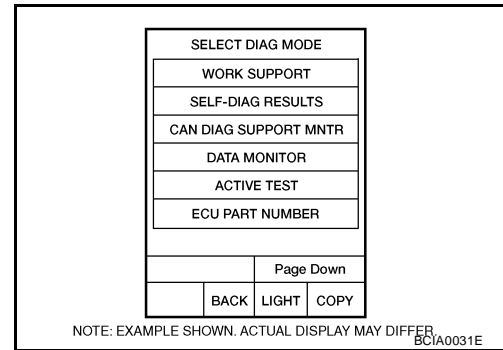 SELECT DIAG MODE
WORK SUPPORT
SELF-DIAG RESULTS
CAN DIAG SUPPORT MNTR
DATA MONITOR
ACTIVE TEST
ECU PART NUMBER
Page Down
BACK LIGHT COPY
NOTE: EXAMPLE SHOWN. ACTUAL DISPLAY MAY DIFFER.
BCIA0031E